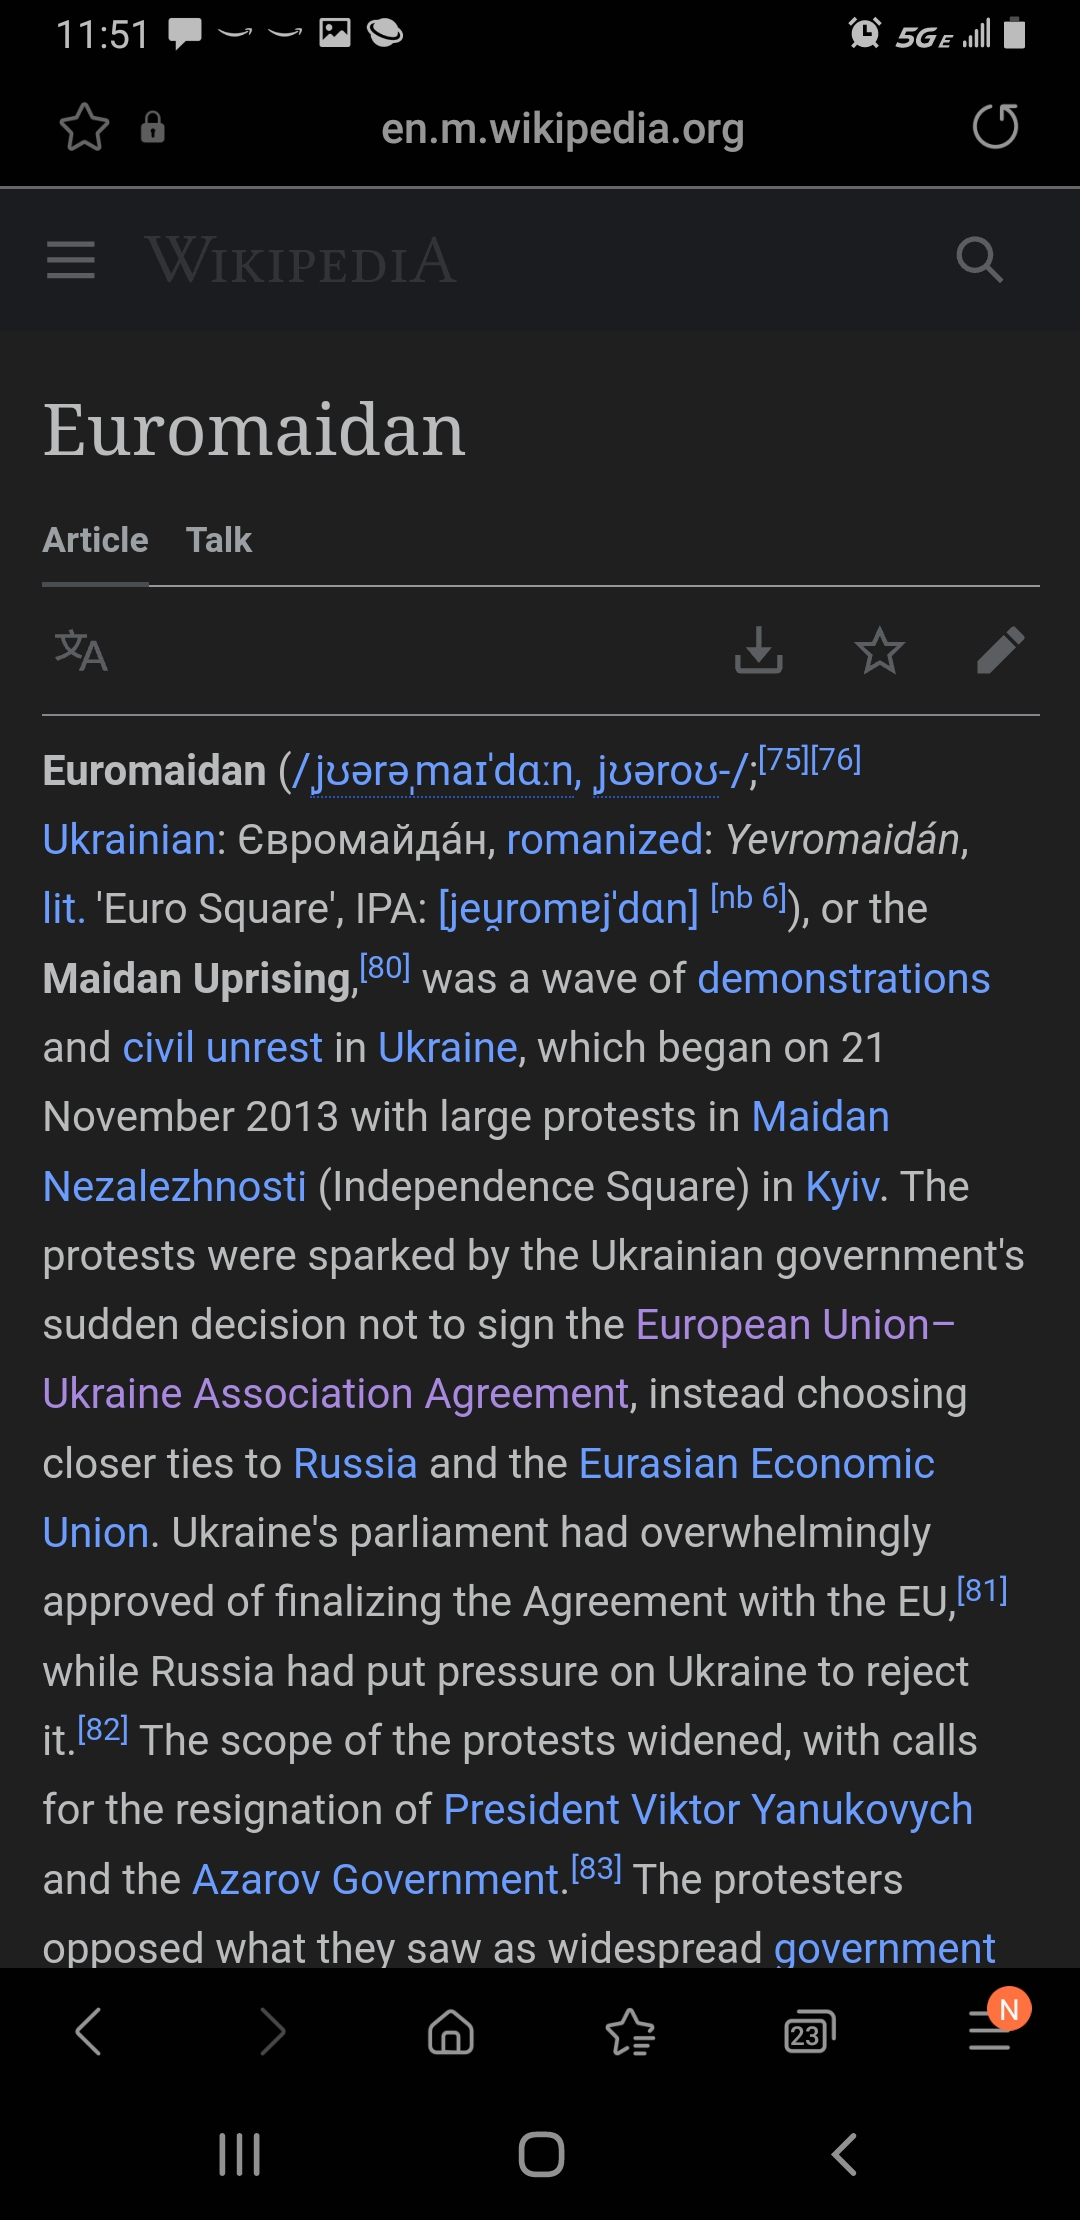 11:51
5G E
en.m.wikipedia.org
WIKIPEDIA
Euromaidan
Article Talk
文A
Euromaidan (/ˌjʊərəˌmaɪˈdɑːn, ˌjʊəroʊ-/;[75][76]
Ukrainian: Євромайда́н, romanized: Yevromaidán,
lit. 'Euro Square', IPA: [jeu̯romɐjˈdɑn] [nb 6]), or the
Maidan Uprising,[80] was a wave of demonstrations
and civil unrest in Ukraine, which began on 21
November 2013 with large protests in Maidan
Nezalezhnosti (Independence Square) in Kyiv. The
protests were sparked by the Ukrainian government's
sudden decision not to sign the European Union–
Ukraine Association Agreement, instead choosing
closer ties to Russia and the Eurasian Economic
Union. Ukraine's parliament had overwhelmingly
approved of finalizing the Agreement with the EU,[81]
while Russia had put pressure on Ukraine to reject
it.[82] The scope of the protests widened, with calls
for the resignation of President Viktor Yanukovych
and the Azarov Government.[83] The protesters
opposed what they saw as widespread government
23
N